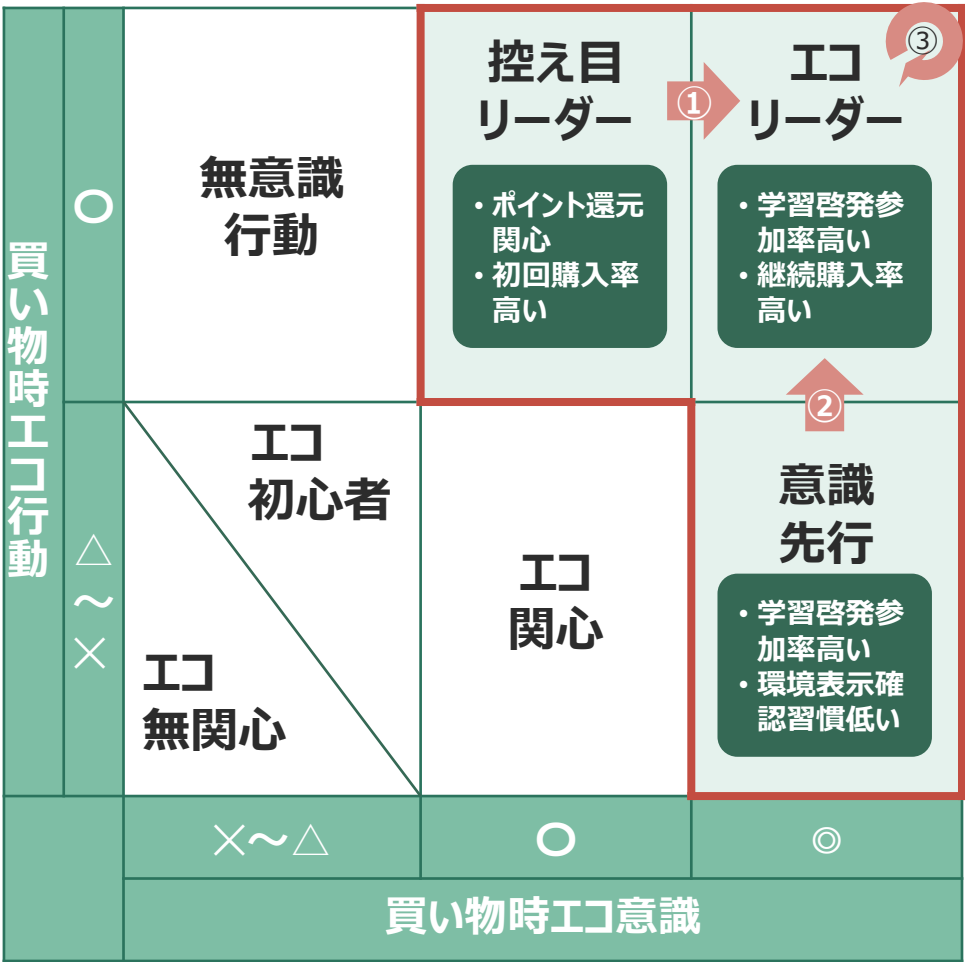 買い物時エコ行動
○
無意識
行動
控え目
リーダー
・ポイント還元
関心
・初回購入率
高い
①
エコ
リーダー
③
・学習啓発参
加率高い
・継続購入率
高い
②
△
～
×
エコ
初心者
エコ
無関心
エコ
関心
意識
先行
・学習啓発参
加率高い
・環境表示確
認習慣低い
×～△
○
◎
買い物時エコ意識